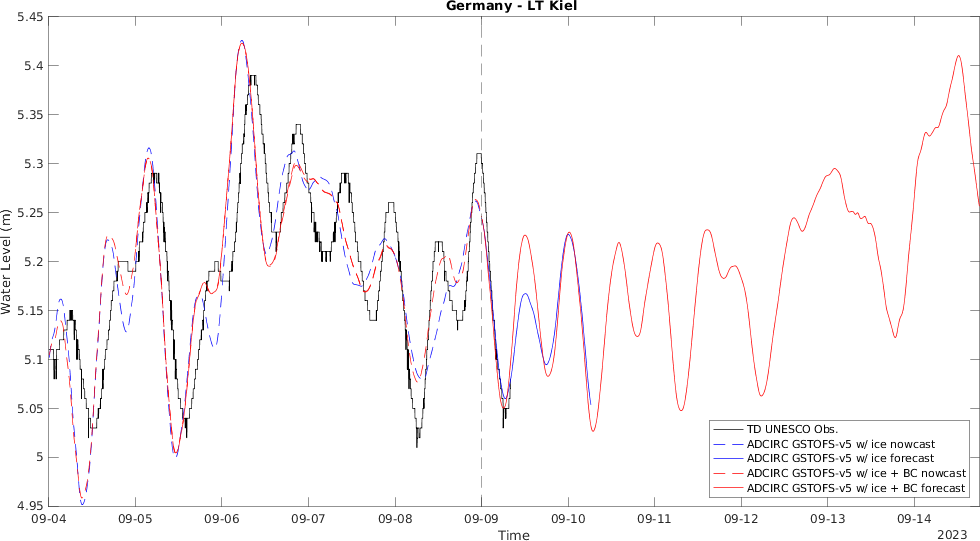 Germany - LT Kiel
5.45
5.4
5.35
5.3
5.25
5.2
5.15
5.1
5.05
5
4.95
Water Level (m)
TD UNESCO Obs.
ADCIRC GSTOFS-v5 w/ ice nowcast
ADCIRC GSTOFS-v5 w/ ice forecast
ADCIRC GSTOFS-v5 w/ ice + BC nowcast
ADCIRC GSTOFS-v5 w/ ice + BC forecast
09-04 09-05 09-06 09-07 09-08 09-09 09-10 09-11 09-12 09-13 09-14
Time
2023